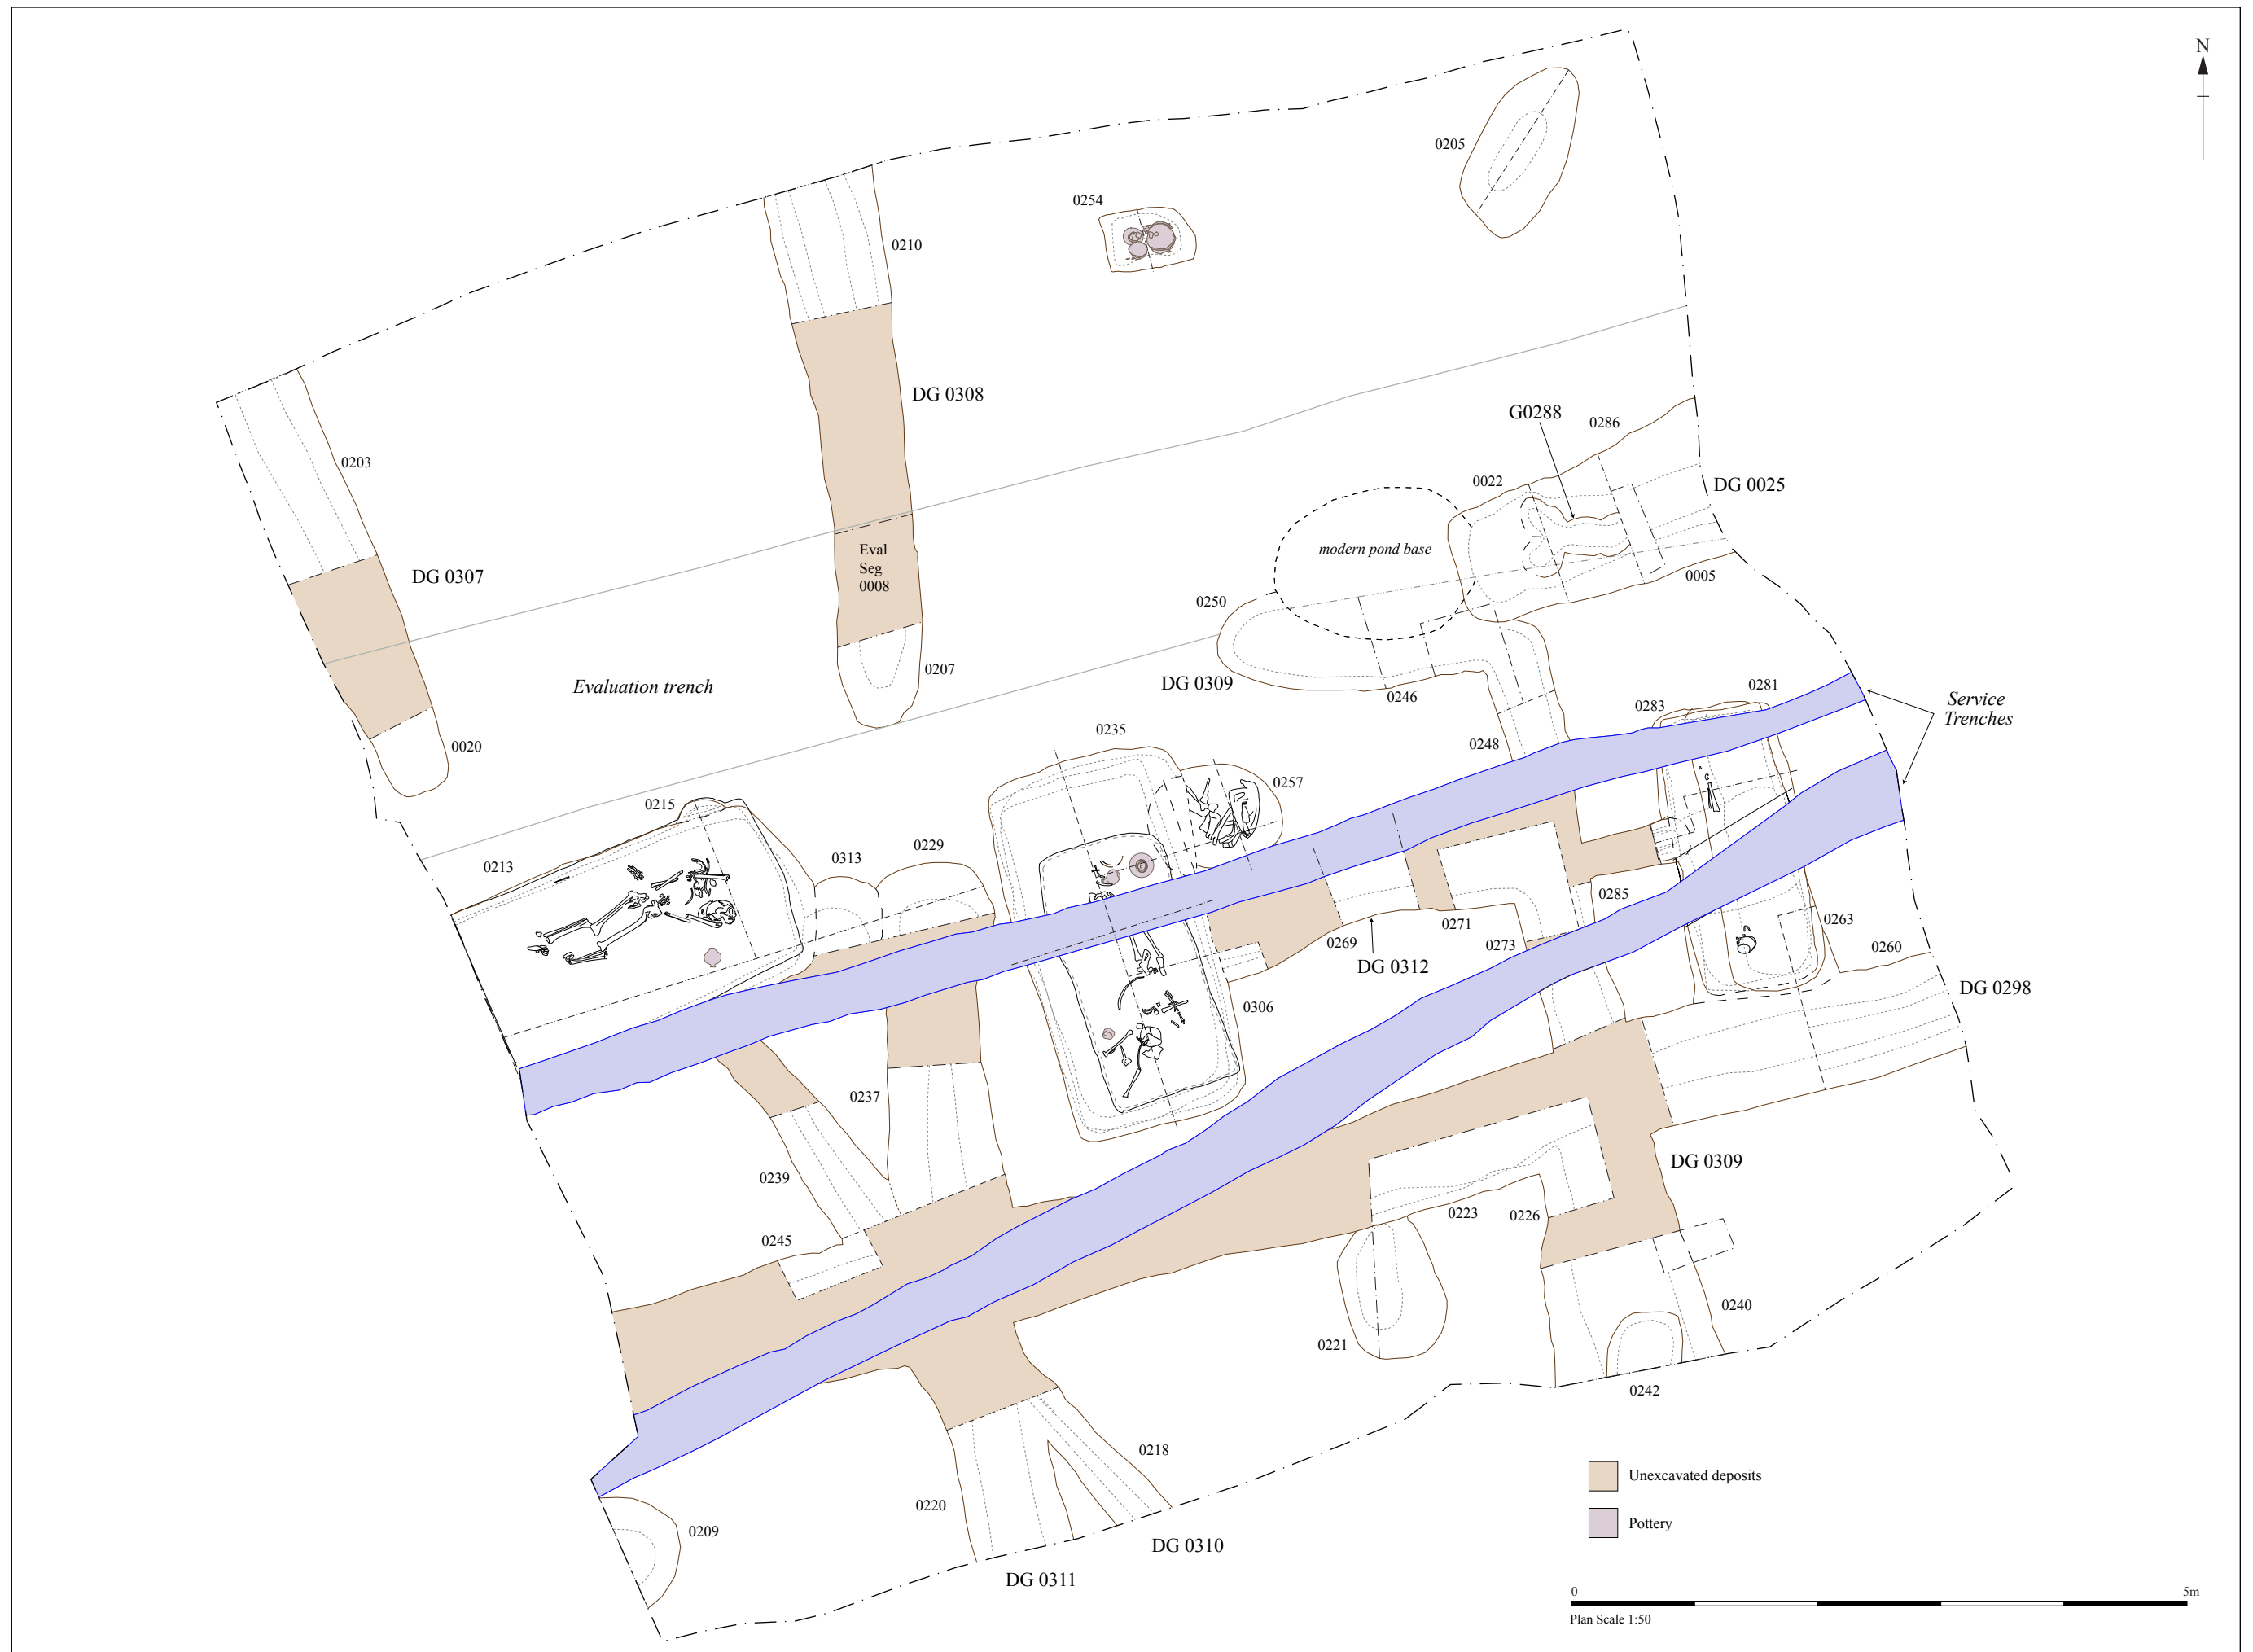 N
0205
0254
0210
DG 0308
G0288
0286
0203
0022
DG 0025
modern pond base
Eval
Seg
0008
DG 0307
0005
0250
0207
Evaluation trench
DG 0309
0246
0281
0283
Service
Trenches
0020
0235
0248
0257
0215
0213
0313
0229
0285
0263
0269
0271
0273
0260
DG 0312
DG 0298
0306
0237
DG 0309
0239
0223
0226
0245
0240
0221
0242
0218
Unexcavated deposits
0220
0209
Pottery
DG 0310
DG 0311
0
5m
Plan Scale 1:50